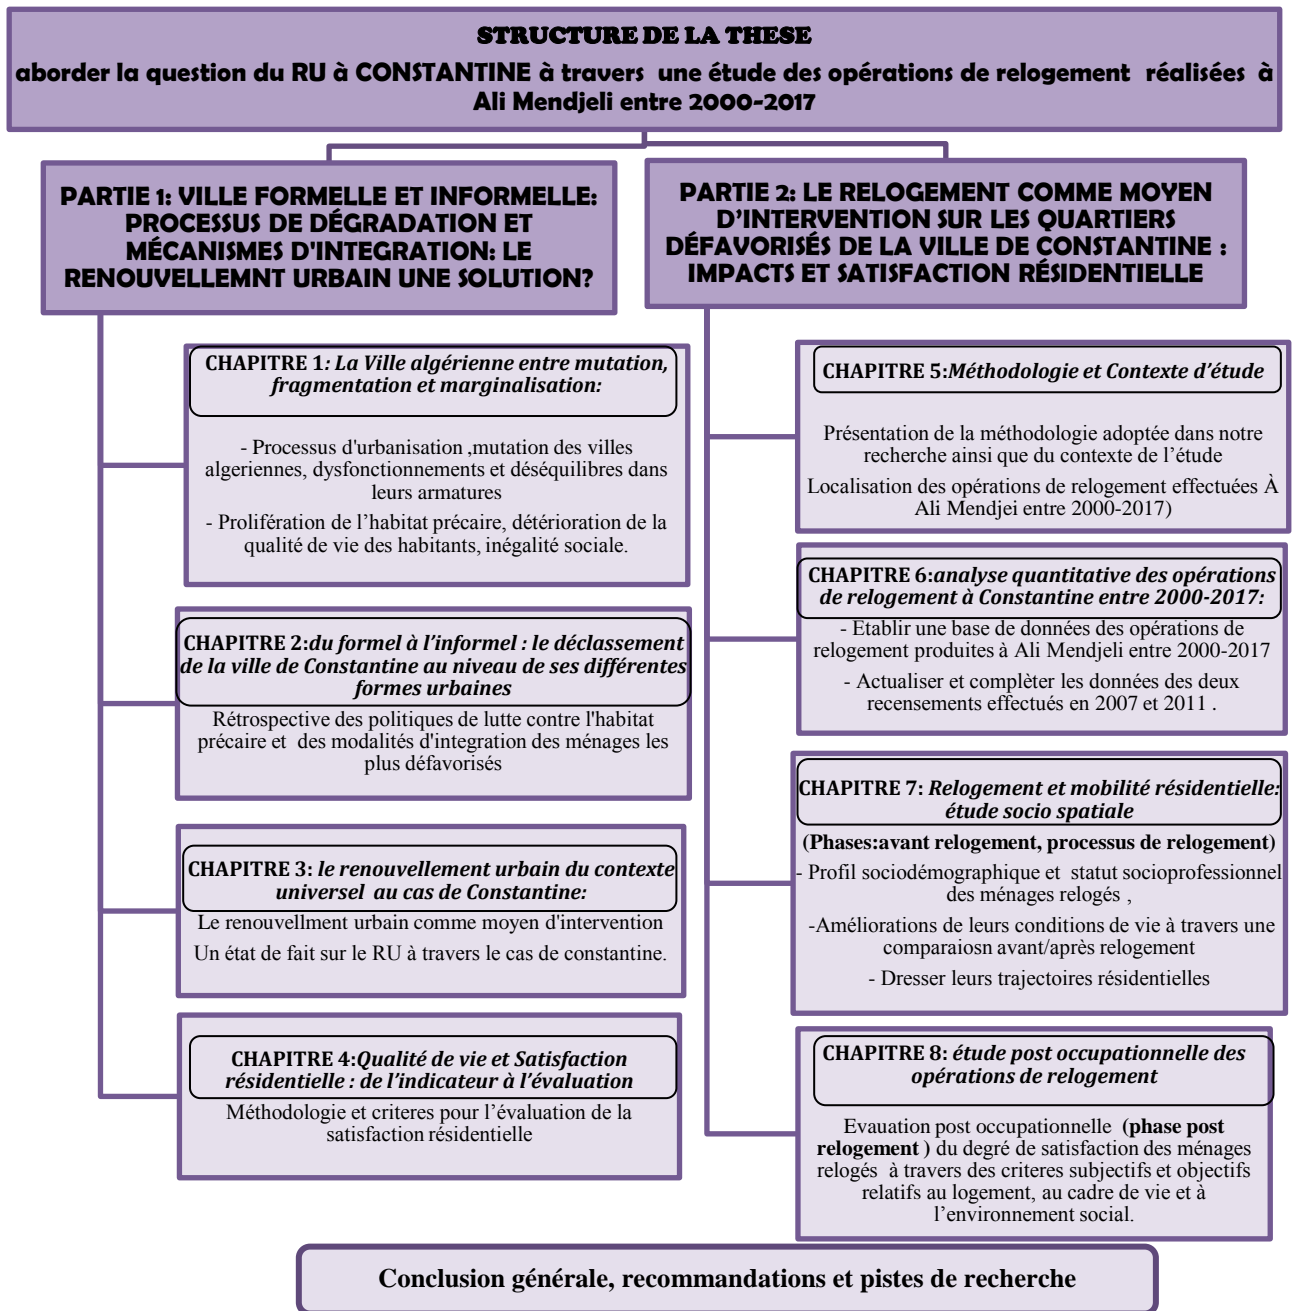 STRUCTURE DE LA THESE
aborder la question du RU à CONSTANTINE à travers une étude des opérations de relogement réalisées à
Ali Mendjeli entre 2000-2017
PARTIE 1: VILLE FORMELLE ET INFORMELLE:
PROCESSUS DE DÉGRADATION ET
MÉCANISMES D'INTEGRATION: LE
RENOUVELLEMNT URBAIN UNE SOLUTION?
CHAPITRE 1: La Ville algérienne entre mutation,
fragmentation et marginalisation:
- Processus d'urbanisation ,mutation des villes
algeriennes, dysfonctionnements et déséquilibres dans
leurs armatures
- Prolifération de l’habitat précaire, détérioration de la
qualité de vie des habitants, inégalité sociale.
CHAPITRE 2:du formel à l’informel : le déclassement
de la ville de Constantine au niveau de ses différentes
formes urbaines
Rétrospective des politiques de lutte contre l'habitat
précaire et des modalités d'integration des ménages les
plus défavorisés
CHAPITRE 3: le renouvellement urbain du contexte
universel au cas de Constantine:
Le renouvellment urbain comme moyen d'intervention
Un état de fait sur le RU à travers le cas de constantine.
CHAPITRE 4:Qualité de vie et Satisfaction
résidentielle : de l’indicateur à l’évaluation
Méthodologie et criteres pour l’évaluation de la
satisfaction résidentielle
PARTIE 2: LE RELOGEMENT COMME MOYEN
D’INTERVENTION SUR LES QUARTIERS
DÉFAVORISÉS DE LA VILLE DE CONSTANTINE :
IMPACTS ET SATISFACTION RÉSIDENTIELLE
CHAPITRE 5:Méthodologie et Contexte d’étude
Présentation de la méthodologie adoptée dans notre
recherche ainsi que du contexte de l’étude
Localisation des opérations de relogement effectuées À
Ali Mendjei entre 2000-2017)
CHAPITRE 6:analyse quantitative des opérations
de relogement à Constantine entre 2000-2017:
- Etablir une base de données des opérations de
relogement produites à Ali Mendjeli entre 2000-2017
- Actualiser et complèter les données des deux
recensements effectués en 2007 et 2011 .
CHAPITRE 7: Relogement et mobilité résidentielle:
étude socio spatiale
(Phases:avant relogement, processus de relogement)
- Profil sociodémographique et statut socioprofessionnel
des ménages relogés ,
-Améliorations de leurs conditions de vie à travers une
comparaiosn avant/après relogement
- Dresser leurs trajectoires résidentielles
CHAPITRE 8: étude post occupationnelle des
opérations de relogement
Evauation post occupationnelle (phase post
relogement ) du degré de satisfaction des ménages
relogés à travers des criteres subjectifs et objectifs
relatifs au logement, au cadre de vie et à
l’environnement social.
Conclusion générale, recommandations et pistes de recherche